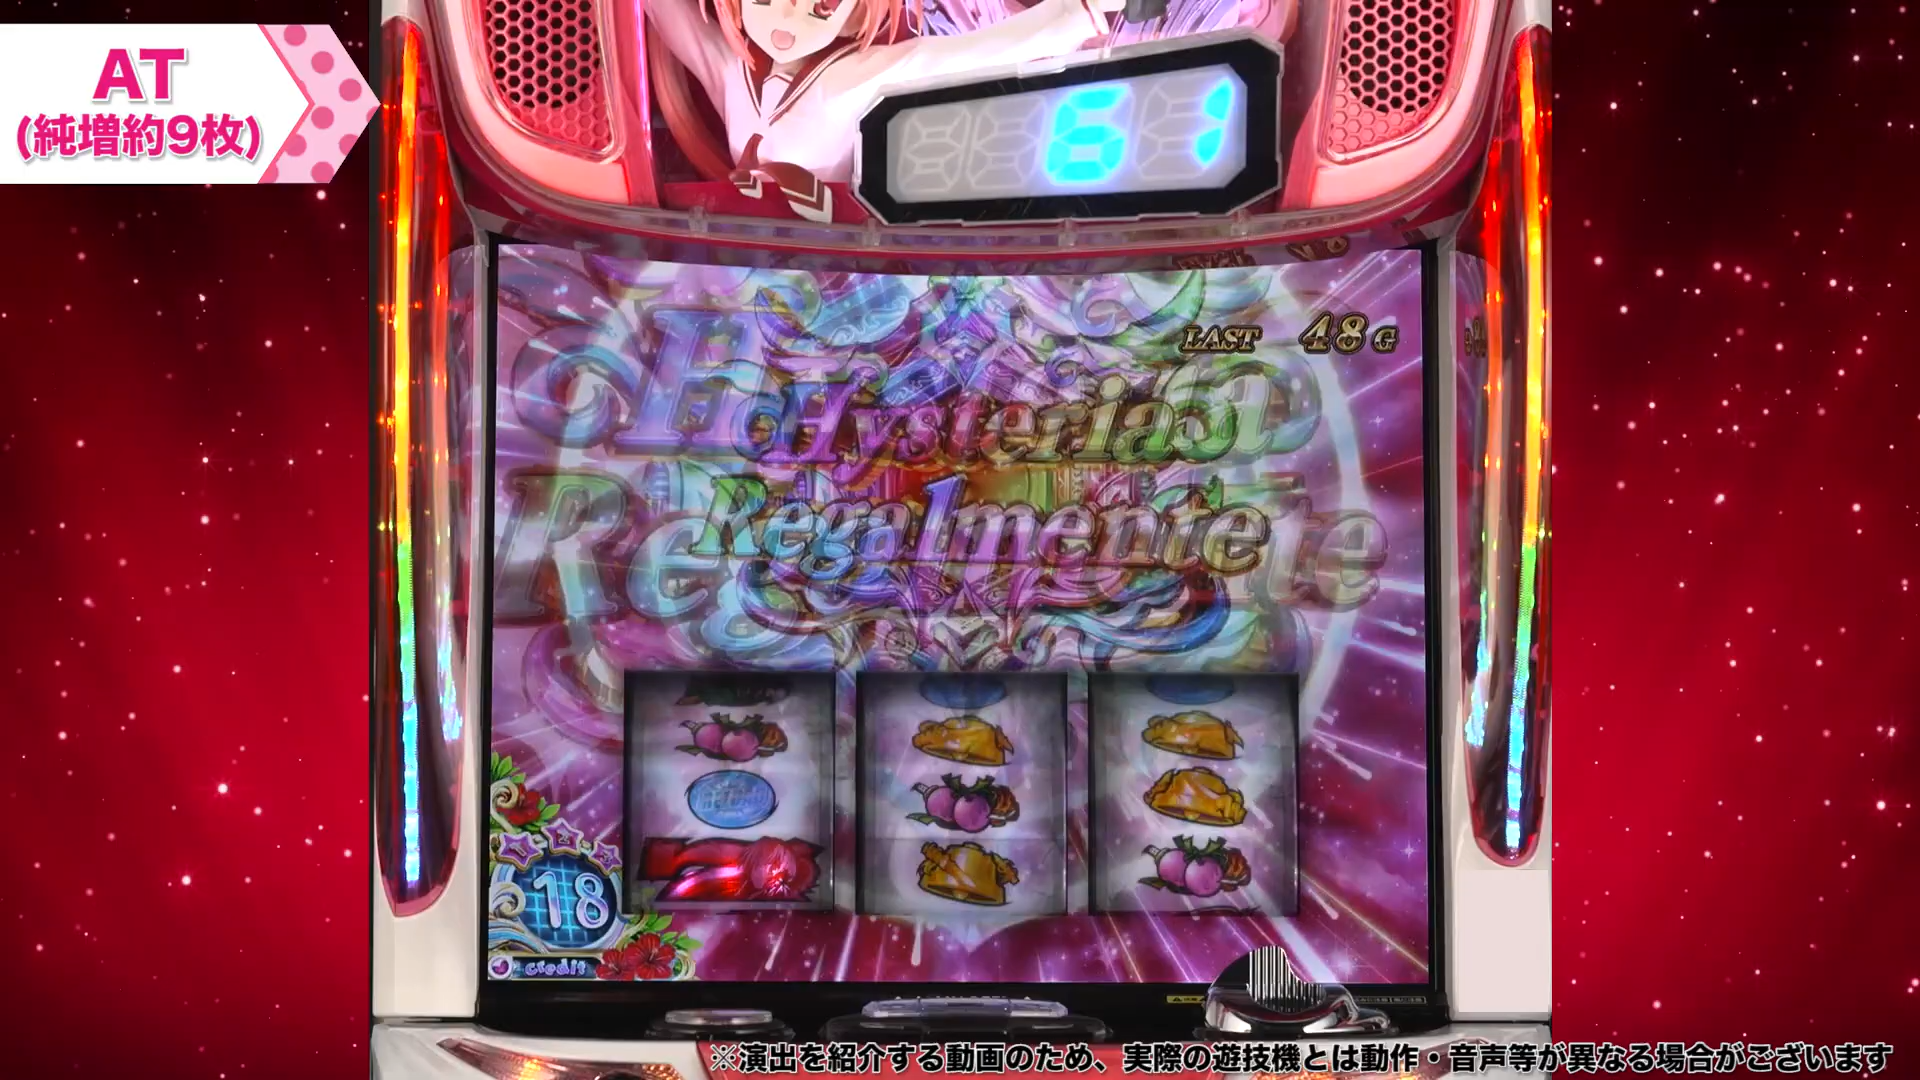 AT
(純増約9枚)
61
LAST 48G
Hysteria
Regalmente
18
credit
※演出を紹介する動画のため、実際の遊技機とは動作・音声等が異なる場合がございます